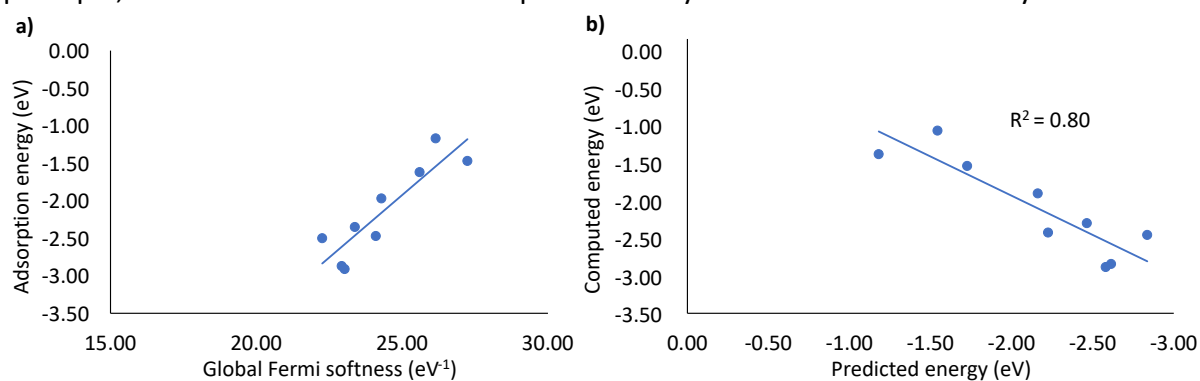 a)
0.00
-0.50
-1.00
-1.50
-2.00
-2.50
-3.00
-3.50
Adsorption energy (eV)
15.00 20.00 25.00 30.00
Global Fermi softness (eV-1)
b)
0.00
-0.50
-1.00
-1.50
-2.00
-2.50
-3.00
-3.50
Computed energy (eV)
R2 = 0.80
0.00 -0.50 -1.00 -1.50 -2.00 -2.50 -3.00
Predicted energy (eV)